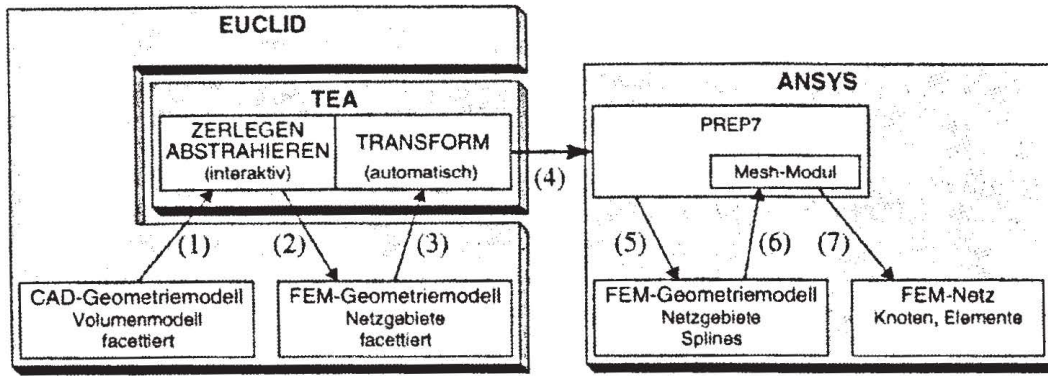 EUCLID
TEA
ZERLEGEN
ABSTRAHIEREN
(interaktiv)
TRANSFORM
(automatisch)
(1)
(2)
(3)
CAD-Geometriemodell
Volumenmodell
facettiert
FEM-Geometriemodell
Netzgebiete
facettiert
(4)
ANSYS
PREP7
Mesh-Modul
(5)
(6)
(7)
FEM-Geometriemodell
Netzgebiete
Splines
FEM-Netz
Knoten, Elemente